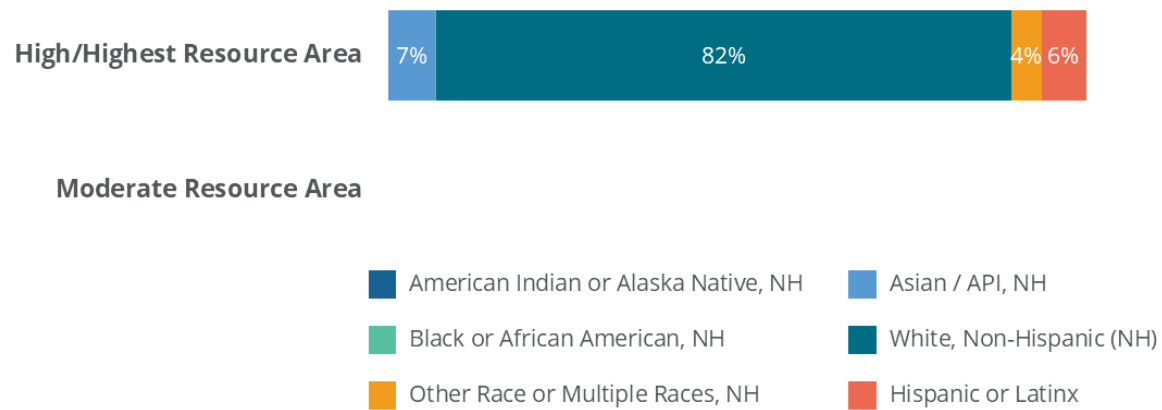 High/Highest Resource Area 7% 82% 4% 6%
Moderate Resource Area
American Indian or Alaska Native, NH Asian / API, NH
Black or African American, NH White, Non-Hispanic (NH)
Other Race or Multiple Races, NH Hispanic or Latinx